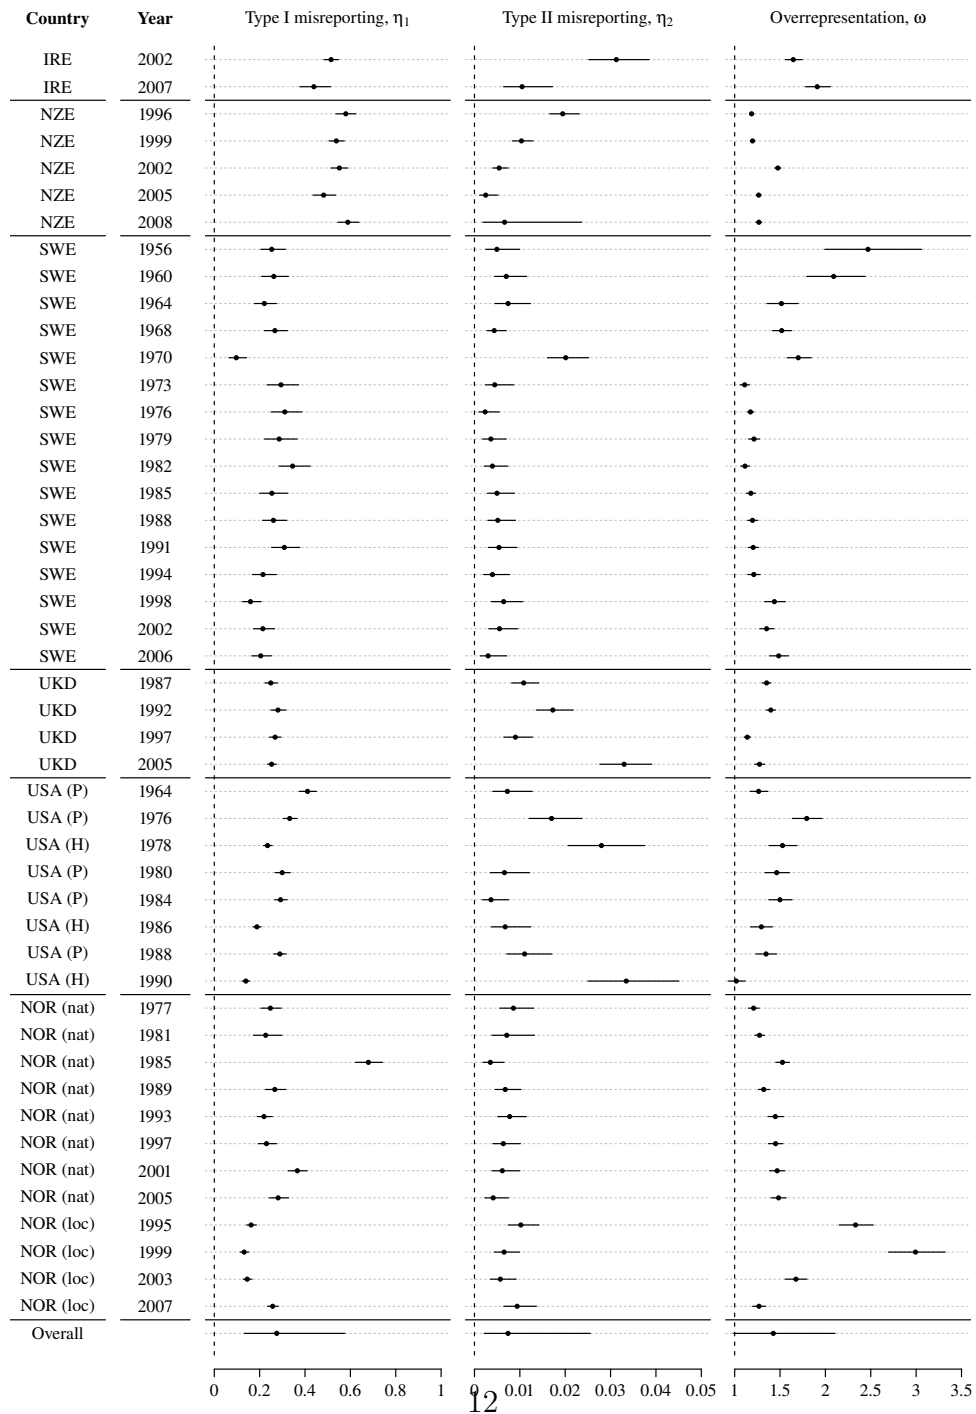 Country Year Type I misreporting, η₁ Type II misreporting, η₂ Overrepresentation, ω
IRE 2002
IRE 2007
NZE 1996
NZE 1999
NZE 2002
NZE 2005
NZE 2008
SWE 1956
SWE 1960
SWE 1964
SWE 1968
SWE 1970
SWE 1973
SWE 1976
SWE 1979
SWE 1982
SWE 1985
SWE 1988
SWE 1991
SWE 1994
SWE 1998
SWE 2002
SWE 2006
UKD 1987
UKD 1992
UKD 1997
UKD 2005
USA (P) 1964
USA (P) 1976
USA (H) 1978
USA (P) 1980
USA (P) 1984
USA (H) 1986
USA (P) 1988
USA (H) 1990
NOR (nat) 1977
NOR (nat) 1981
NOR (nat) 1985
NOR (nat) 1989
NOR (nat) 1993
NOR (nat) 1997
NOR (nat) 2001
NOR (nat) 2005
NOR (loc) 1995
NOR (loc) 1999
NOR (loc) 2003
NOR (loc) 2007
Overall
0 0.2 0.4 0.6 0.8 1 0 0.01 0.02 0.03 0.04 0.05 1 2 3 3.5
12